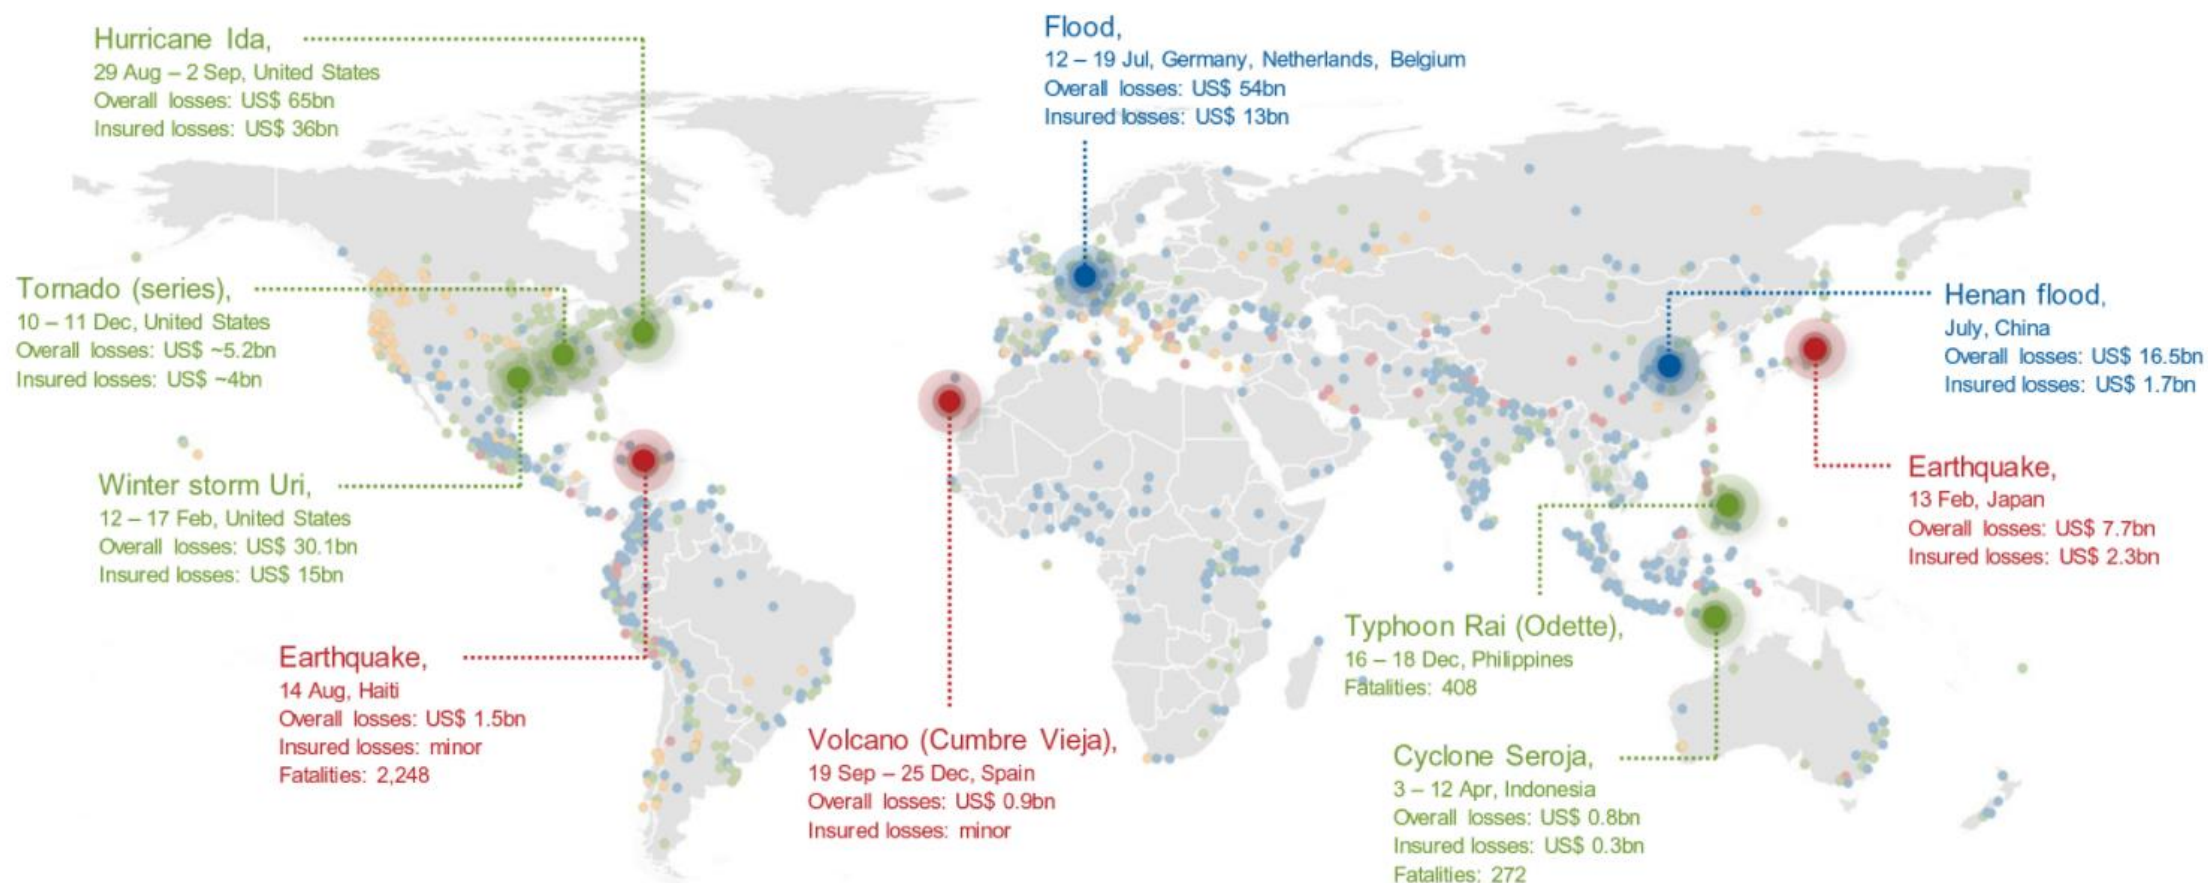 Hurricane Ida,
29 Aug – 2 Sep, United States
Overall losses: US$ 65bn
Insured losses: US$ 36bn
Flood,
12 – 19 Jul, Germany, Netherlands, Belgium
Overall losses: US$ 54bn
Insured losses: US$ 13bn
Tornado (series),
10 – 11 Dec, United States
Overall losses: US$ ~5.2bn
Insured losses: US$ ~4bn
Henan flood,
July, China
Overall losses: US$ 16.5bn
Insured losses: US$ 1.7bn
Winter storm Uri,
12 – 17 Feb, United States
Overall losses: US$ 30.1bn
Insured losses: US$ 15bn
Earthquake,
13 Feb, Japan
Overall losses: US$ 7.7bn
Insured losses: US$ 2.3bn
Earthquake,
14 Aug, Haiti
Overall losses: US$ 1.5bn
Insured losses: minor
Fatalities: 2,248
Volcano (Cumbre Vieja),
19 Sep – 25 Dec, Spain
Overall losses: US$ 0.9bn
Insured losses: minor
Typhoon Rai (Odette),
16 – 18 Dec, Philippines
Fatalities: 408
Cyclone Seroja,
3 – 12 Apr, Indonesia
Overall losses: US$ 0.8bn
Insured losses: US$ 0.3bn
Fatalities: 272